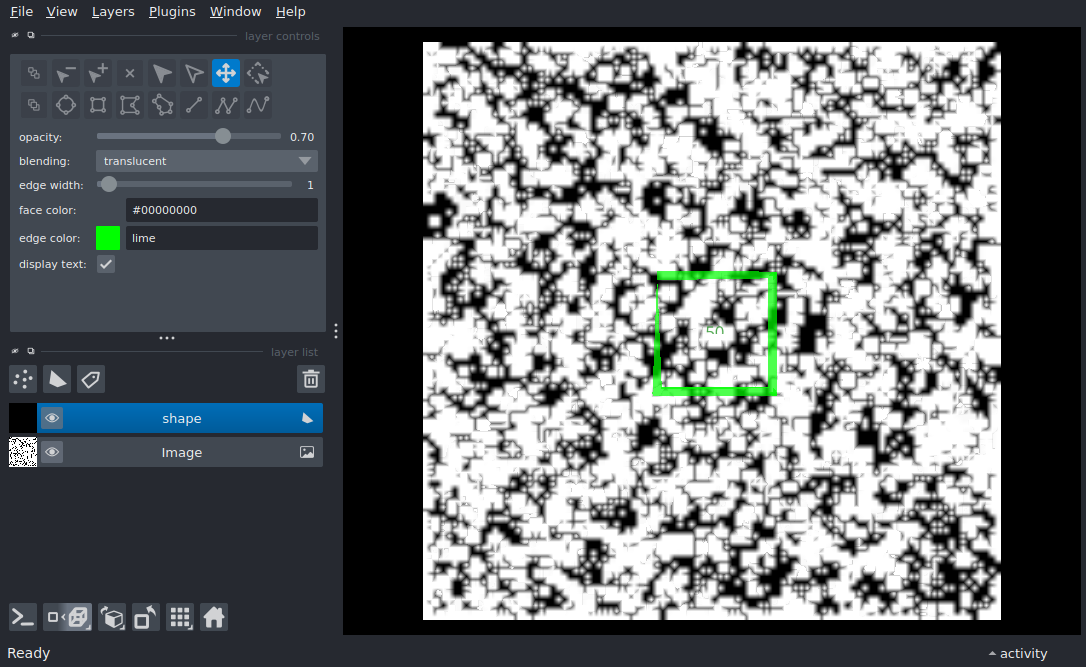 File View Layers Plugins Window Help
layer controls
opacity: 0.70
blending: translucent
edge width: 1
face color: #00000000
edge color: lime
display text:
50
layer list
shape
Image
Ready
activity